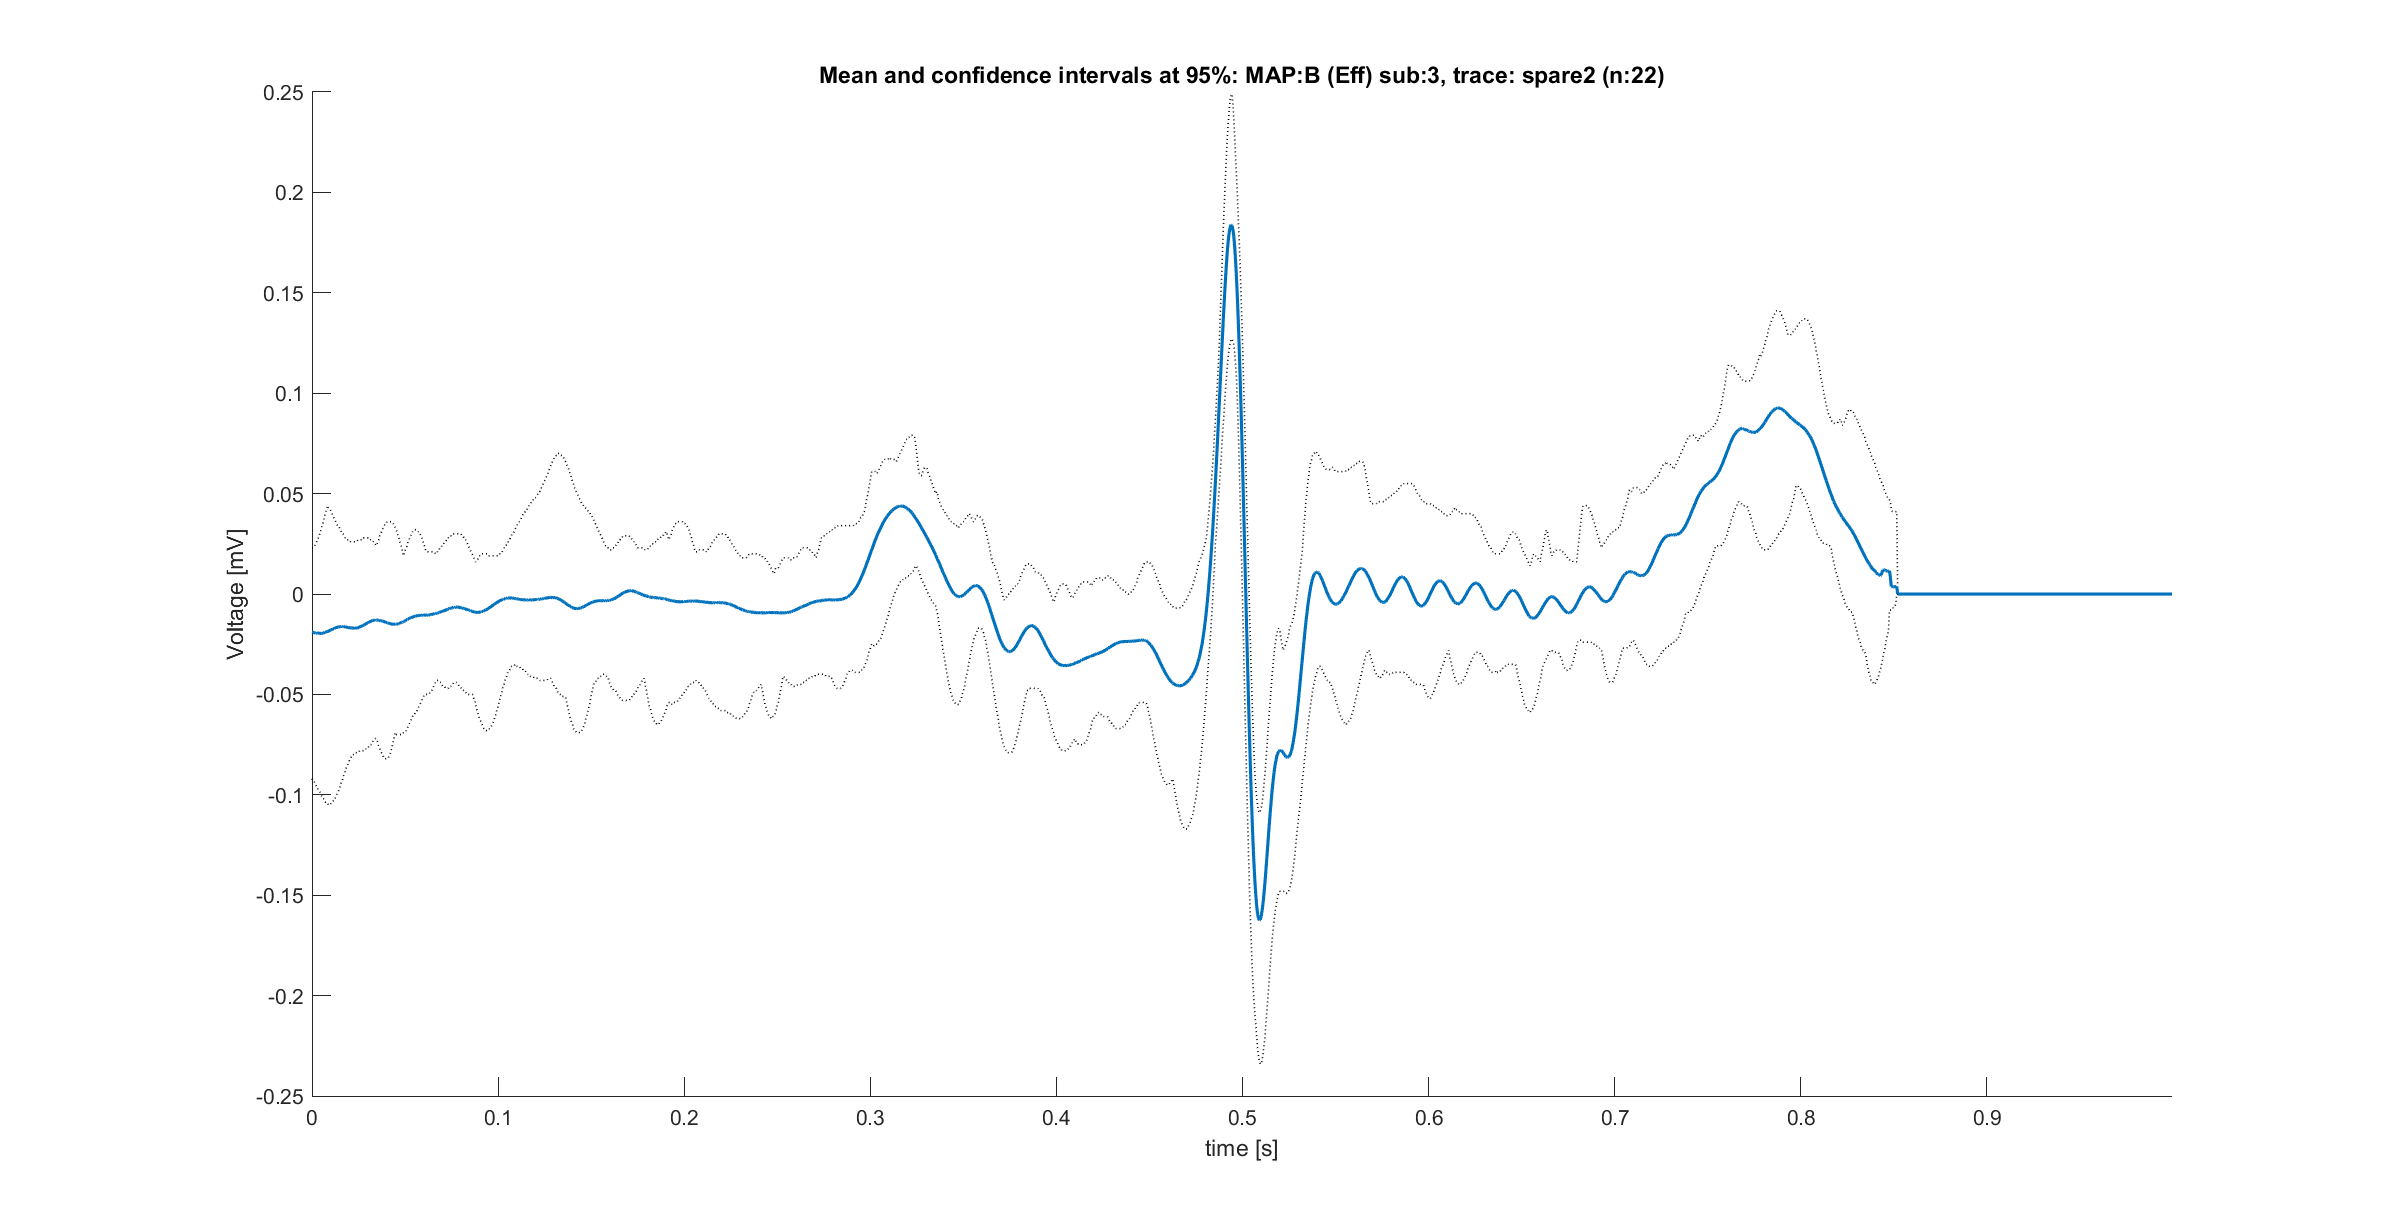 Mean and confidence intervals at 95%: MAP:B (Eff) sub:3, trace: spare2 (n:22)
0.25
0.2
0.15
0.1
0.05
0
-0.05
-0.1
-0.15
-0.2
-0.25
Voltage [mV]
0 0.1 0.2 0.3 0.4 0.5 0.6 0.7 0.8 0.9
time [s]